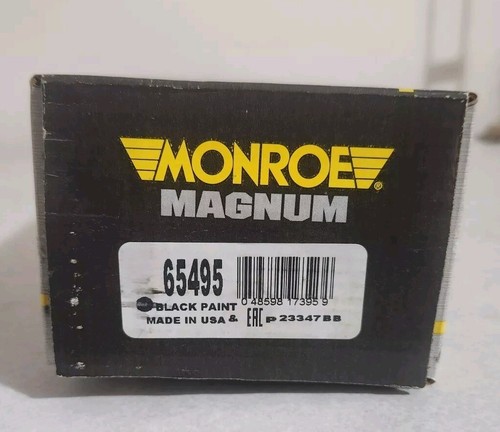 MONROE®
MAGNUM
65495
0 48598 17395 9
BLACK PAINT
MADE IN USA & EAC P 23347BB